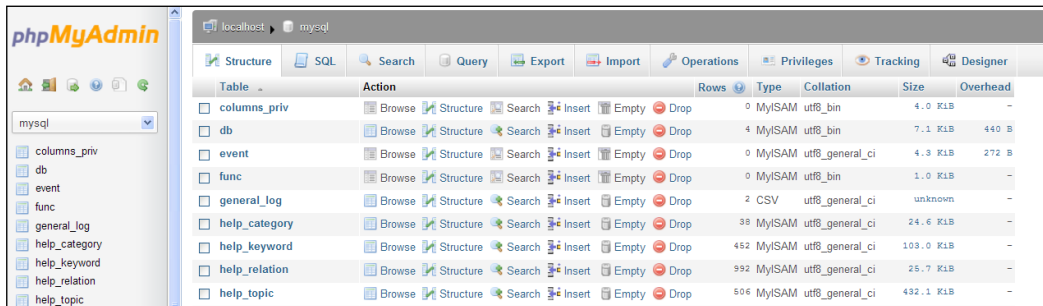 phpMyAdmin
mysql
columns_priv
db
event
func
general_log
help_category
help_keyword
help_relation
help_topic
localhost mysql
Structure SQL Search Query Export Import Operations Privileges Tracking Designer
Table Action Rows Type Collation Size Overhead
columns_priv Browse Structure Search Insert Empty Drop 0 MyISAM utf8_bin 4.0 KiB -
db Browse Structure Search Insert Empty Drop 4 MyISAM utf8_bin 7.1 KiB 440 B
event Browse Structure Search Insert Empty Drop 0 MyISAM utf8_general_ci 4.3 KiB 272 B
func Browse Structure Search Insert Empty Drop 0 MyISAM utf8_bin 1.0 KiB -
general_log Browse Structure Search Insert Empty Drop 2 CSV utf8_general_ci unknown -
help_category Browse Structure Search Insert Empty Drop 38 MyISAM utf8_general_ci 24.6 KiB -
help_keyword Browse Structure Search Insert Empty Drop 452 MyISAM utf8_general_ci 103.0 KiB -
help_relation Browse Structure Search Insert Empty Drop 992 MyISAM utf8_general_ci 25.7 KiB -
help_topic Browse Structure Search Insert Empty Drop 506 MyISAM utf8_general_ci 432.1 KiB -